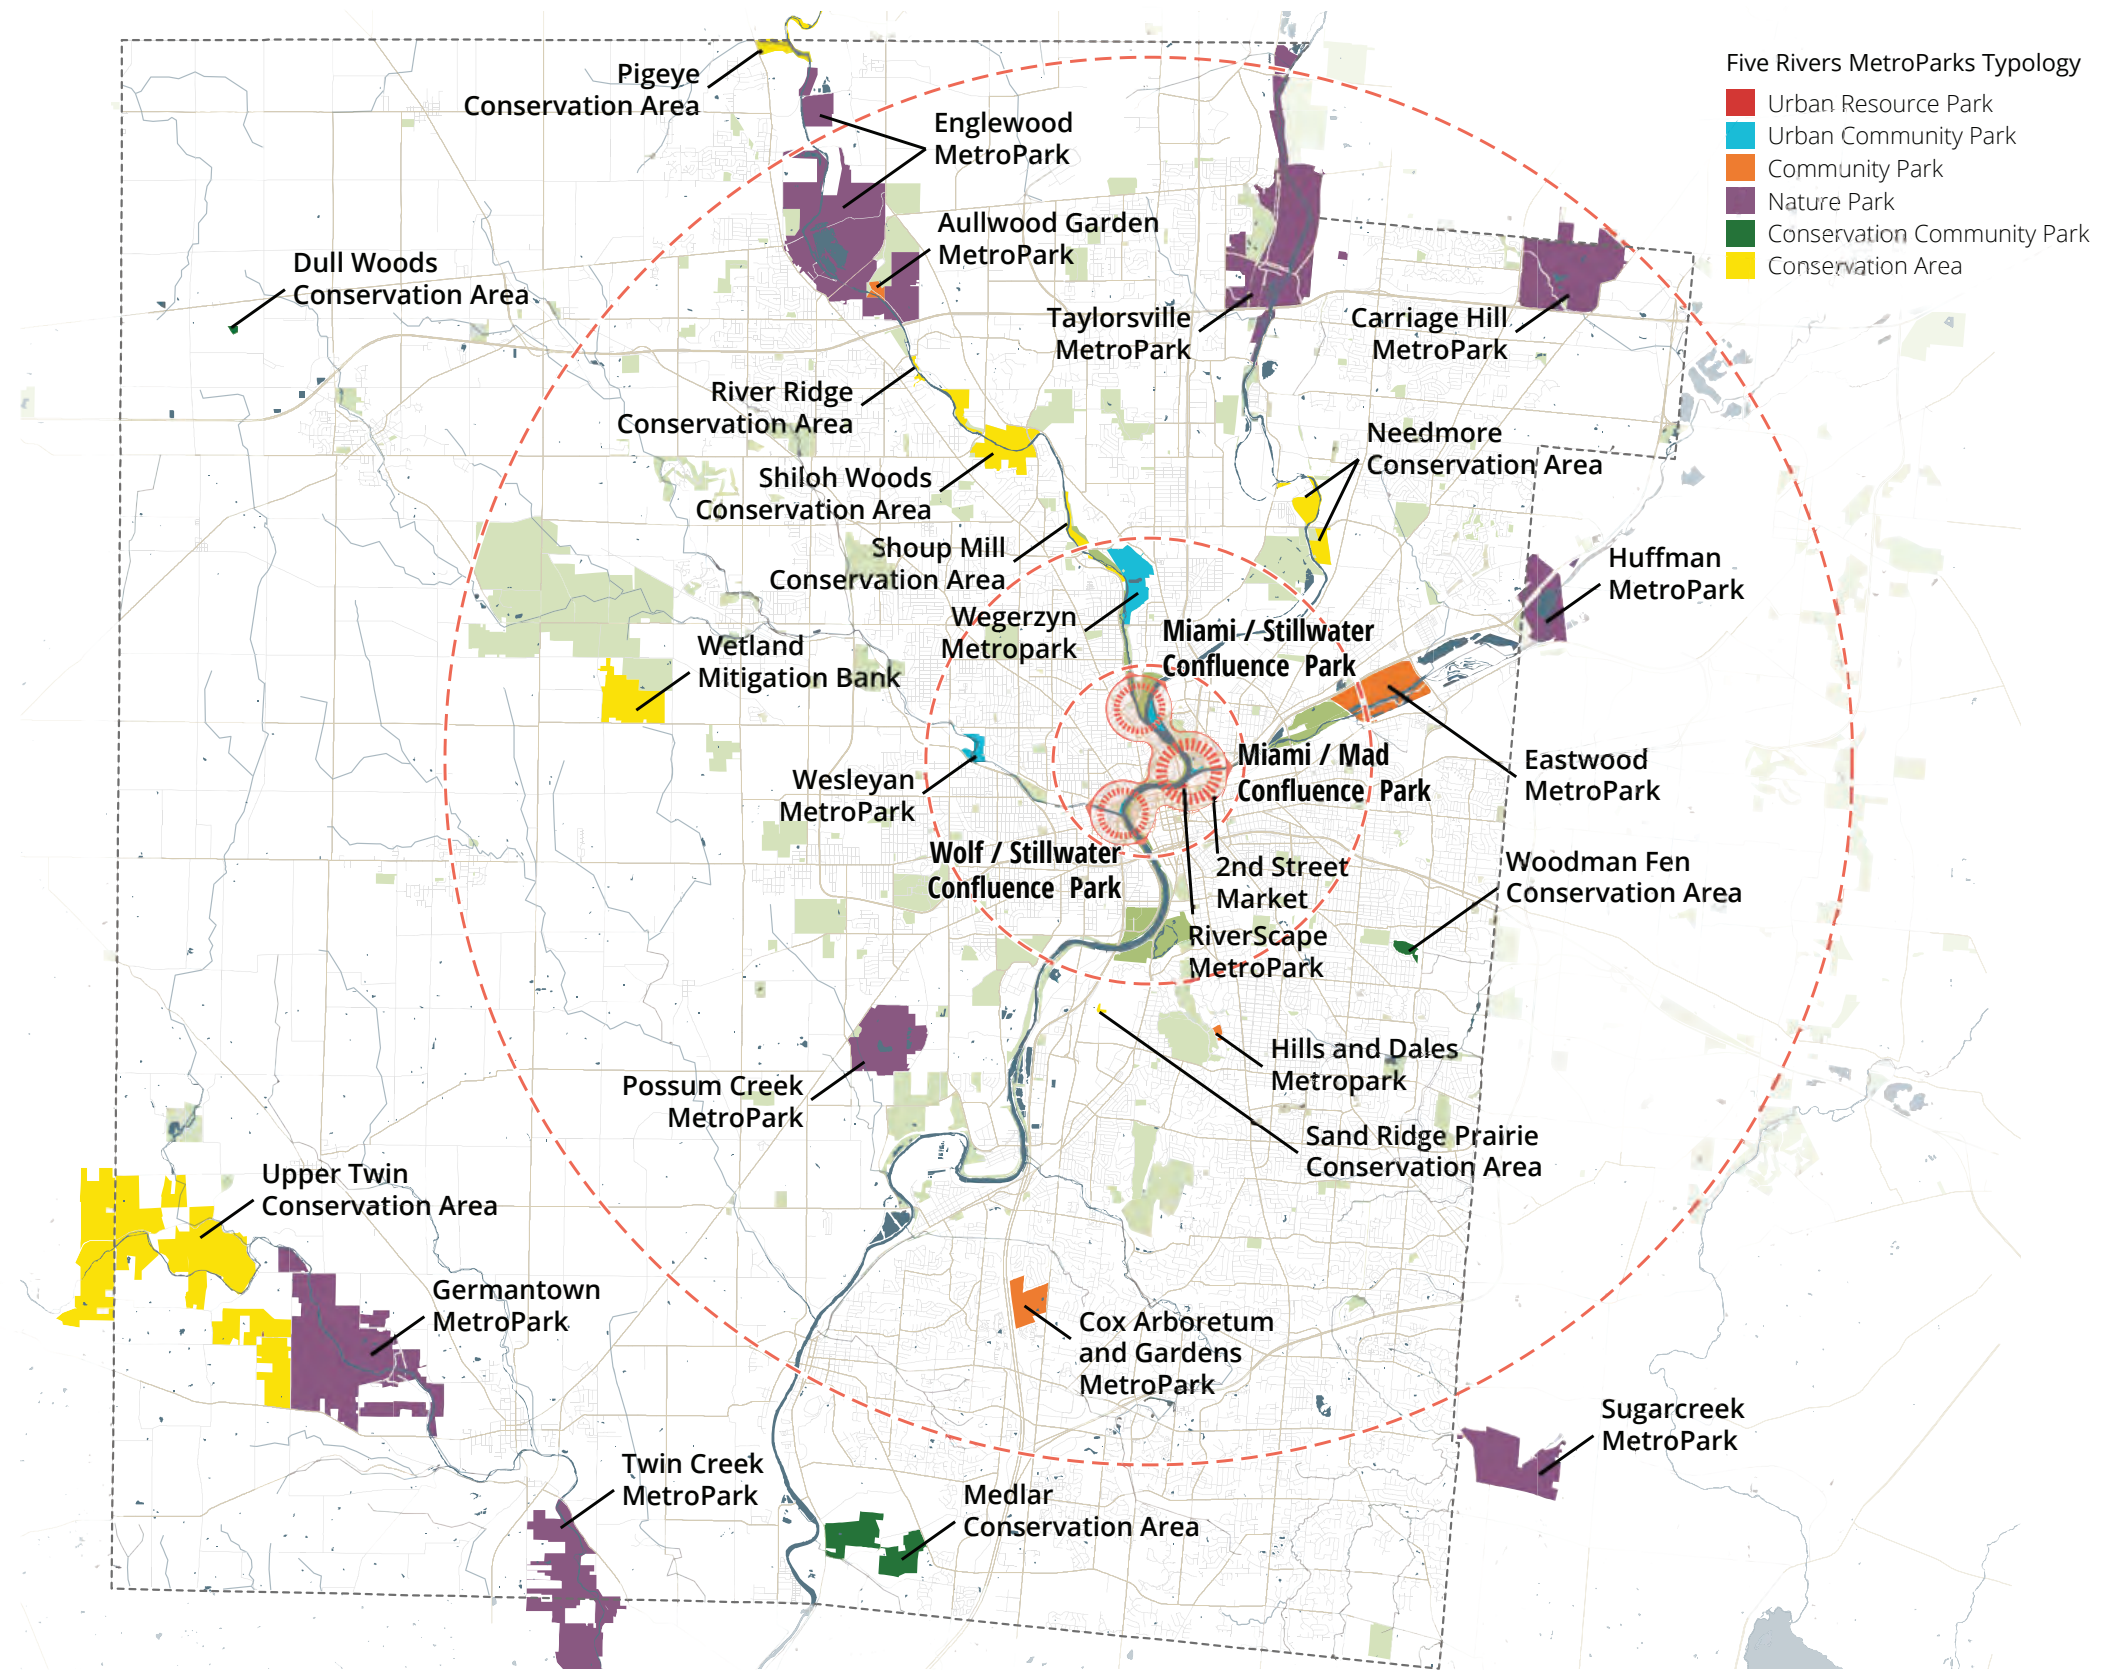 Pigeye
Conservation Area
Englewood
MetroPark
Five Rivers MetroParks Typology
Urban Resource Park
Urban Community Park
Community Park
Nature Park
Conservation Community Park
Conservation Area
Aullwood Garden
MetroPark
Dull Woods
Conservation Area
Taylorsville
MetroPark
Carriage Hill
MetroPark
River Ridge
Conservation Area
Needmore
Conservation Area
Shiloh Woods
Conservation Area
Shoup Mill
Conservation Area
Huffman
MetroPark
Wegerzyn
Metropark
Miami / Stillwater
Confluence Park
Wetland
Mitigation Bank
Miami / Mad
Confluence Park
Eastwood
MetroPark
Wesleyan
MetroPark
Wolf / Stillwater
Confluence Park
2nd Street
Market
Woodman Fen
Conservation Area
RiverScape
MetroPark
Hills and Dales
Metropark
Possum Creek
MetroPark
Sand Ridge Prairie
Conservation Area
Upper Twin
Conservation Area
Germantown
MetroPark
Cox Arboretum
and Gardens
MetroPark
Sugarcreek
MetroPark
Twin Creek
MetroPark
Medlar
Conservation Area